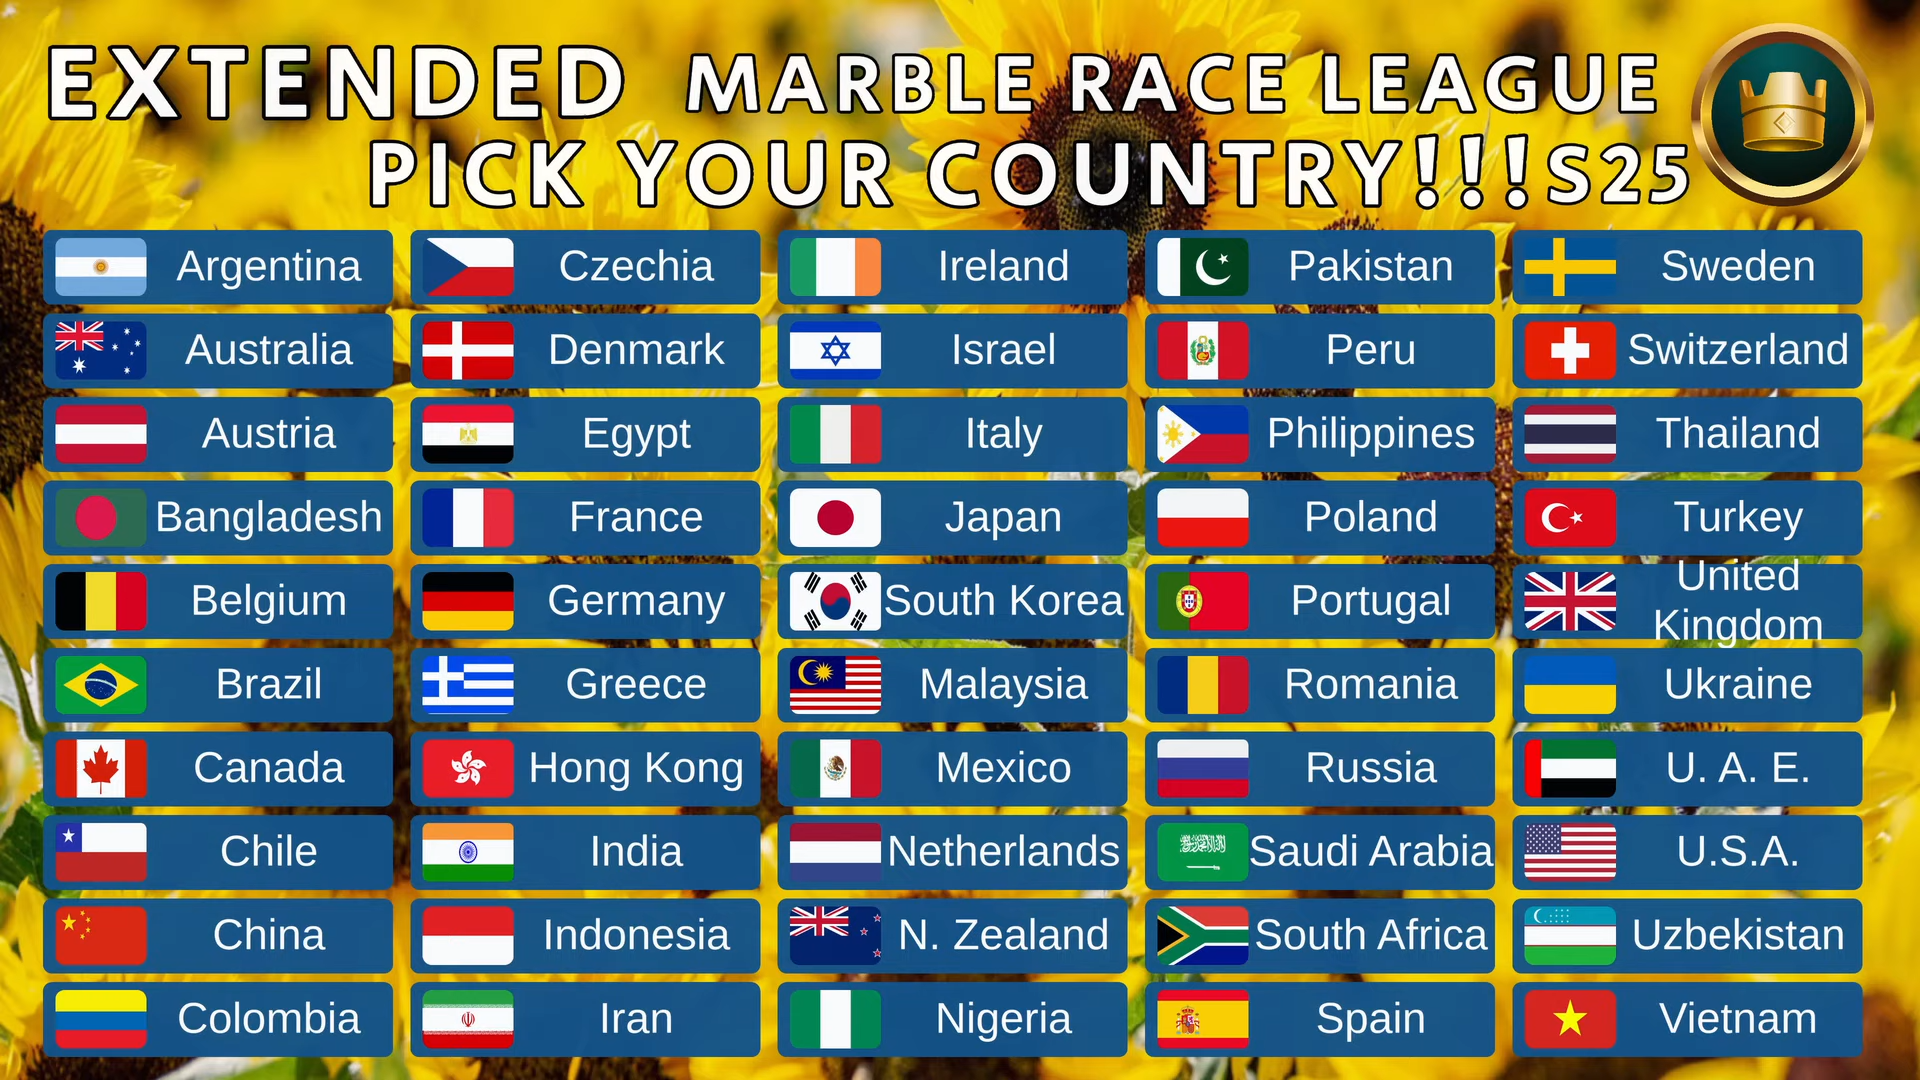 EXTENDED MARBLE RACE LEAGUE
PICK YOUR COUNTRY!!! S25
Argentina
Australia
Austria
Bangladesh
Belgium
Brazil
Canada
Chile
China
Colombia
Czechia
Denmark
Egypt
France
Germany
Greece
Hong Kong
India
Indonesia
Iran
Ireland
Israel
Italy
Japan
South Korea
Malaysia
Mexico
Netherlands
N. Zealand
Nigeria
Pakistan
Peru
Philippines
Poland
Portugal
Romania
Russia
Saudi Arabia
South Africa
Spain
Sweden
Switzerland
Thailand
Turkey
United
Kingdom
Ukraine
U. A. E.
U.S.A.
Uzbekistan
Vietnam